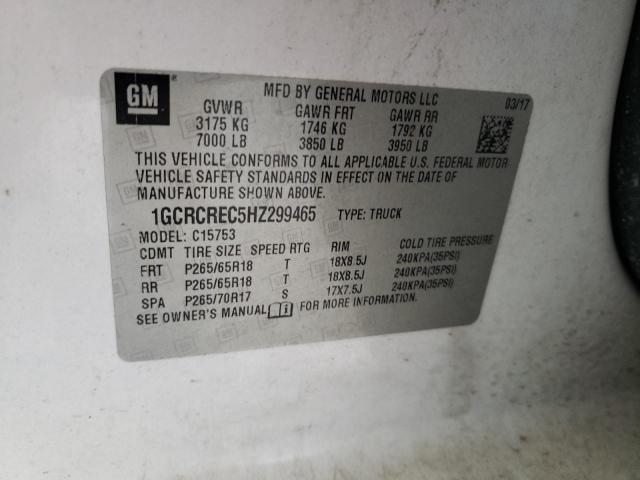 GM ®
MFD BY GENERAL MOTORS LLC 03/17
GVWR GAWR FRT GAWR RR
3175 KG 1746 KG 1792 KG
7000 LB 3850 LB 3950 LB
THIS VEHICLE CONFORMS TO ALL APPLICABLE U.S. FEDERAL MOTOR
VEHICLE SAFETY STANDARDS IN EFFECT ON THE DATE OF
MANUFACTURE SHOWN ABOVE.
1GCRCREC5HZ299465 TYPE: TRUCK
MODEL: C15753
CDMT TIRE SIZE SPEED RTG RIM COLD TIRE PRESSURE
FRT P265/65R18 T 18X8.5J 240KPA(35PSI)
RR P265/65R18 T 18X8.5J 240KPA(35PSI)
SPA P265/70R17 S 17X7.5J 240KPA(35PSI)
SEE OWNER'S MANUAL FOR MORE INFORMATION.